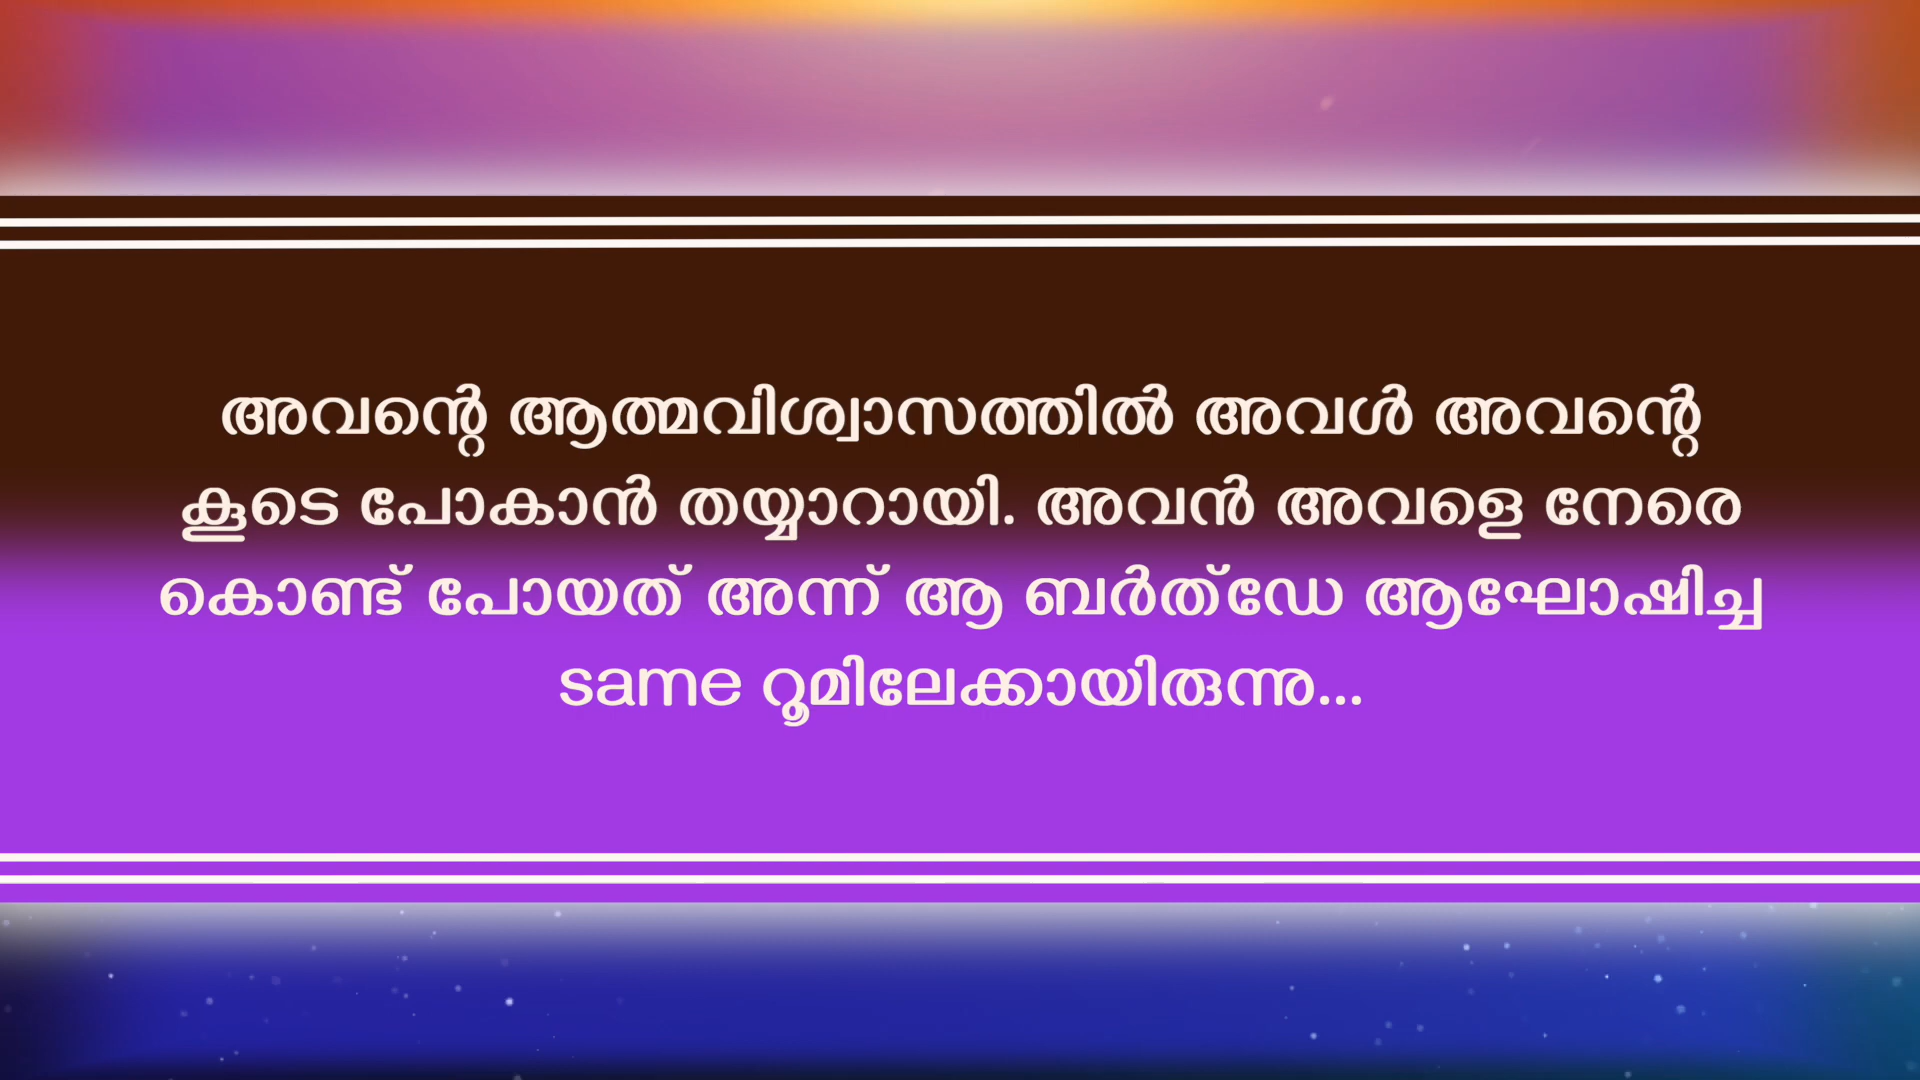 അവന്റെ ആത്മവിശ്വാസത്തിൽ അവൾ അവന്റെ
കൂടെ പോകാൻ തയ്യാറായി. അവൻ അവളെ നേരെ
കൊണ്ട് പോയത് അന്ന് ആ ബർത്ഡേ ആഘോഷിച്ച
same റൂമിലേക്കായിരുന്നു...